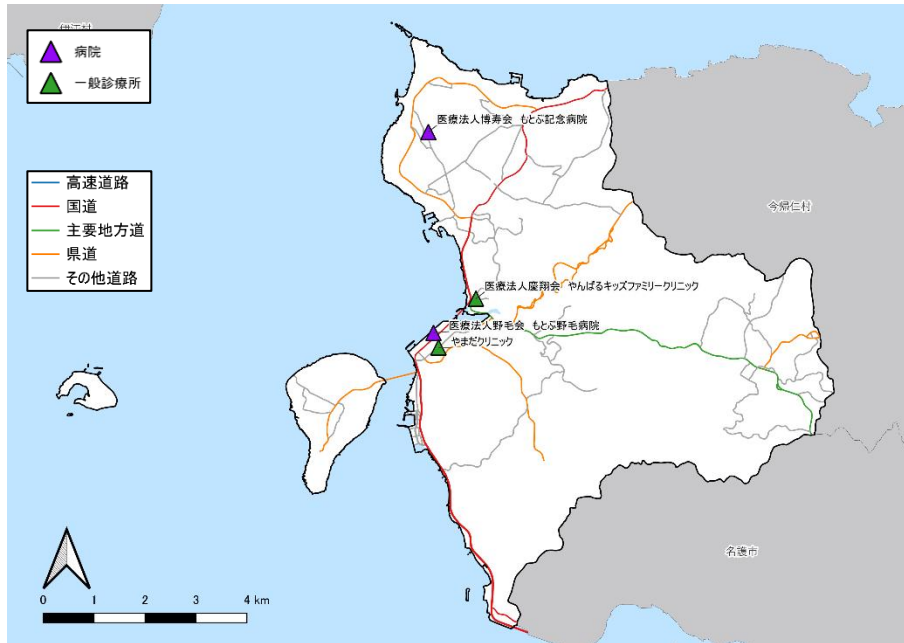 伊江村
病院
一般診療所
高速道路
国道
主要地方道
県道
その他道路
医療法人博寿会 もとぶ記念病院
今帰仁村
医療法人慶翔会 やんばるキッズファミリークリニック
医療法人野毛会 もとぶ野毛病院
やまだクリニック
名護市
0 1 2 3 4 km